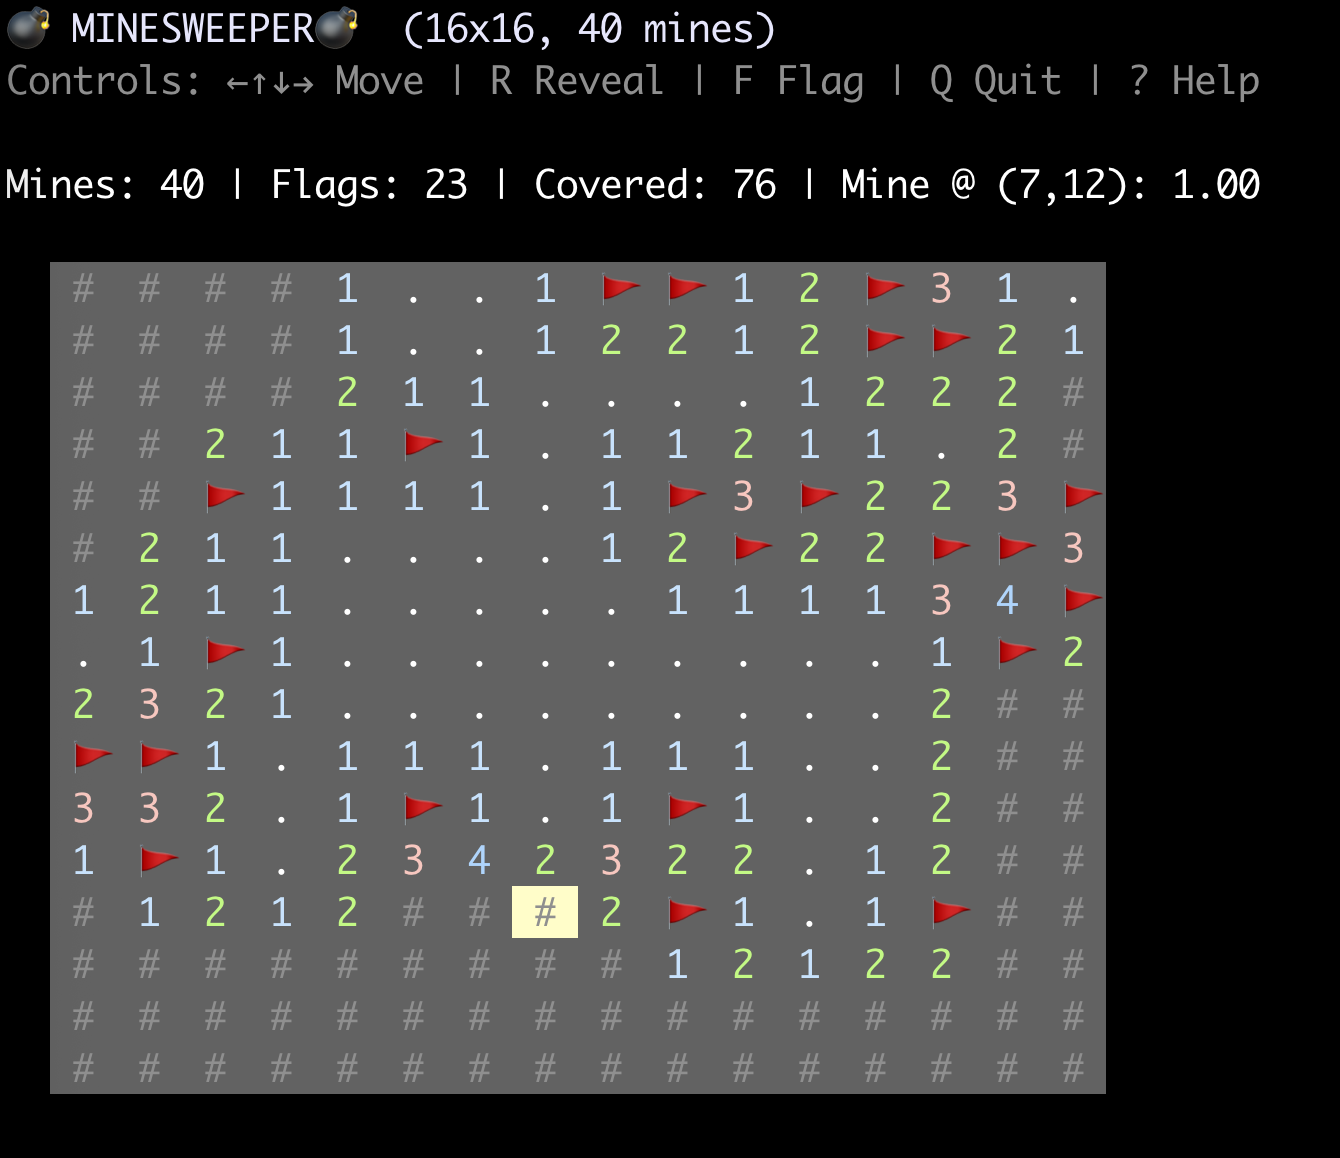 💣 MINESWEEPER💣 (16x16, 40 mines)
Controls: ←↑↓→ Move | R Reveal | F Flag | Q Quit | ? Help
Mines: 40 | Flags: 23 | Covered: 76 | Mine @ (7,12): 1.00
# # # # 1 . . 1 🚩 🚩 1 2 🚩 3 1 .
# # # # 1 . . 1 2 2 1 2 🚩 🚩 2 1
# # # # 2 1 1 . . . . 1 2 2 2 #
# # 2 1 1 🚩 1 . 1 1 2 1 1 . 2 #
# # 🚩 1 1 1 1 . 1 🚩 3 🚩 2 2 3 🚩
# 2 1 1 . . . . 1 2 🚩 2 2 🚩 🚩 3
1 2 1 1 . . . . . 1 1 1 1 3 4 🚩
. 1 🚩 1 . . . . . . . . . 1 🚩 2
2 3 2 1 . . . . . . . . . 2 # #
🚩 🚩 1 . 1 1 1 . 1 1 1 . . 2 # #
3 3 2 . 1 🚩 1 . 1 🚩 1 . . 2 # #
1 🚩 1 . 2 3 4 2 3 2 2 . 1 2 # #
# 1 2 1 2 # # # 2 🚩 1 . 1 🚩 # #
# # # # # # # # # 1 2 1 2 2 # #
# # # # # # # # # # # # # # # #
# # # # # # # # # # # # # # # #